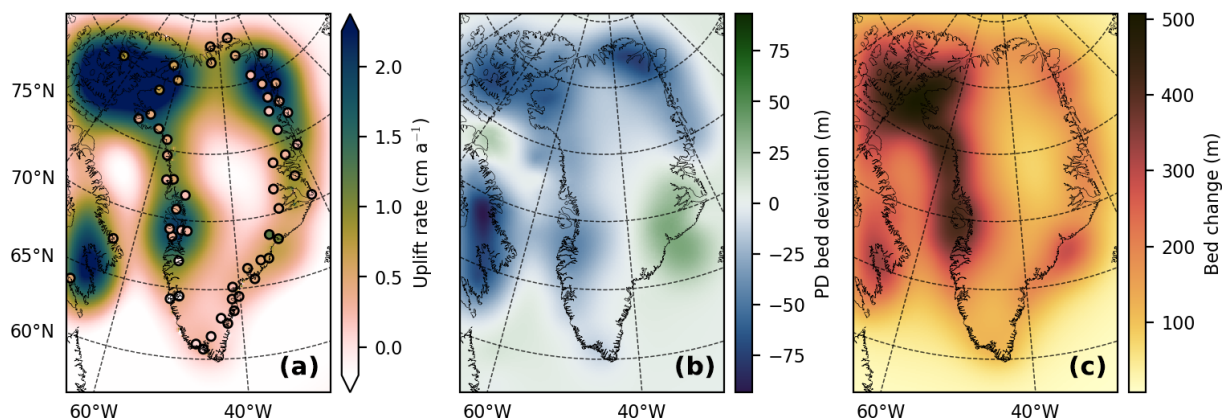 75°N
70°N
65°N
60°N
60°W
40°W
(a)
2.0
1.5
1.0
0.5
0.0
Uplift rate (cm a⁻¹)
60°W
40°W
(b)
75
50
25
0
−25
−50
−75
PD bed deviation (m)
60°W
40°W
(c)
500
400
300
200
100
Bed change (m)